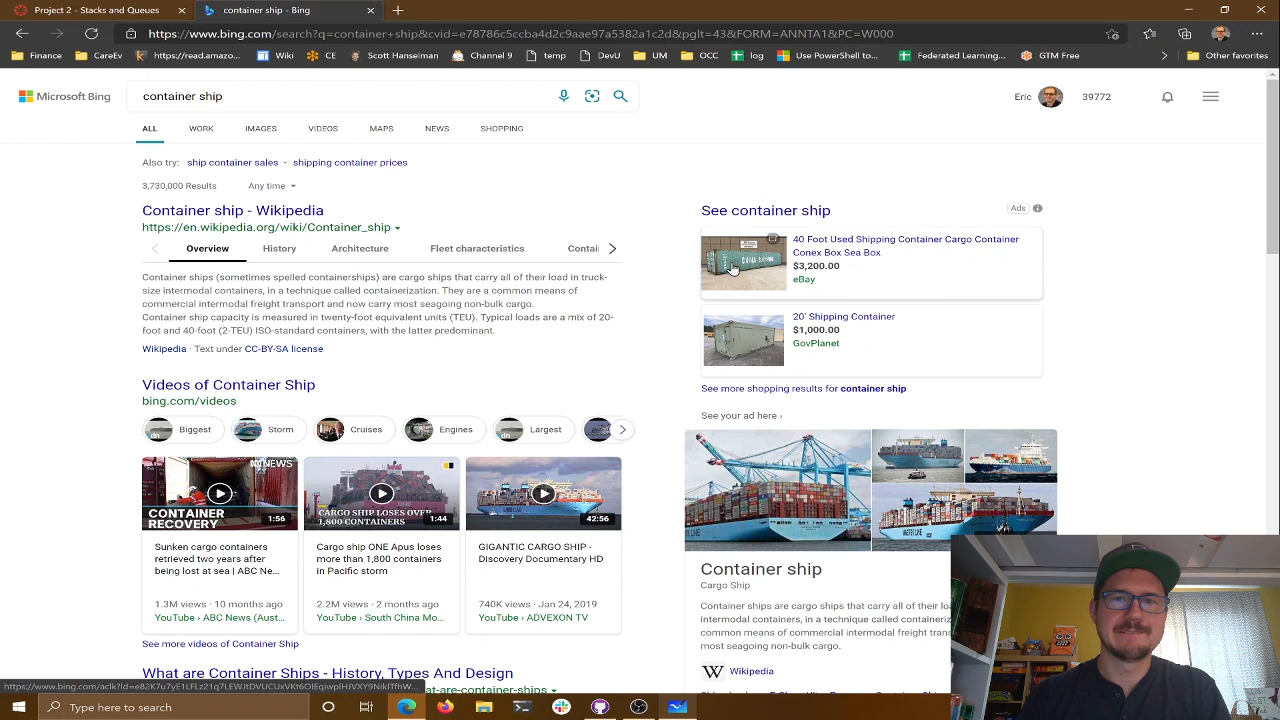 Project 2 - Stacks and Queues
container ship - Bing
https://www.bing.com/search?q=container+ship&cvid=e78786c5ccba4d2c9aea97a5382a1c2d&pglt=43&FORM=ANNTA1&PC=W000
Finance
CareEv
https://read.amazo...
Wiki
CE
Scott Hanselman
Channel 9
temp
DevU
UM
OCC
log
Use PowerShell to...
Federated Learning...
GTM Free
Other favorites
Microsoft Bing
container ship
Eric
39772
ALL
WORK
IMAGES
VIDEOS
MAPS
NEWS
SHOPPING
Also try: ship container sales · shipping container prices
3,730,000 Results
Any time
Container ship - Wikipedia
https://en.wikipedia.org/wiki/Container_ship
Overview
History
Architecture
Fleet characteristics
Contai
Container ships (sometimes spelled containerships) are cargo ships that carry all of their load in truck-
size intermodal containers, in a technique called containerization. They are a common means of
commercial intermodal freight transport and now carry most seagoing non-bulk cargo.
Container ship capacity is measured in twenty-foot equivalent units (TEU). Typical loads are a mix of 20-
foot and 40-foot (2-TEU) ISO-standard containers, with the latter predominant.
Wikipedia · Text under CC-BY-SA license
Videos of Container Ship
bing.com/videos
Biggest
Storm
Cruises
Engines
Largest
NEWS
CONTAINER
RECOVERY
1:56
CARGO SHIP LOSES OVER
1,800 CONTAINERS
1:44
42:56
Sunken cargo containers
retrieved two years after
being lost at sea | ABC Ne...
1.3M views · 10 months ago
YouTube › ABC News (Aust...
Cargo ship ONE Apus loses
more than 1,800 containers
in Pacific storm
2.2M views · 2 months ago
YouTube › South China Mo...
GIGANTIC CARGO SHIP -
Discovery Documentary HD
740K views · Jan 24, 2019
YouTube › ADVEXON TV
See more videos of Container Ship
What are Container Ships - History, Types And Design
at-are-container-ships
See container ship
Ads
CHINA SHIPPING
40 Foot Used Shipping Container Cargo Container
Conex Box Sea Box
$3,200.00
eBay
20' Shipping Container
$1,000.00
GovPlanet
See more shopping results for container ship
See your ad here ›
Container ship
Cargo Ship
Container ships are cargo ships that carry all of their loa
intermodal containers, in a technique called containeriz
common means of commercial intermodal freight trans
most seagoing non-bulk cargo.
Wikipedia
Type here to search